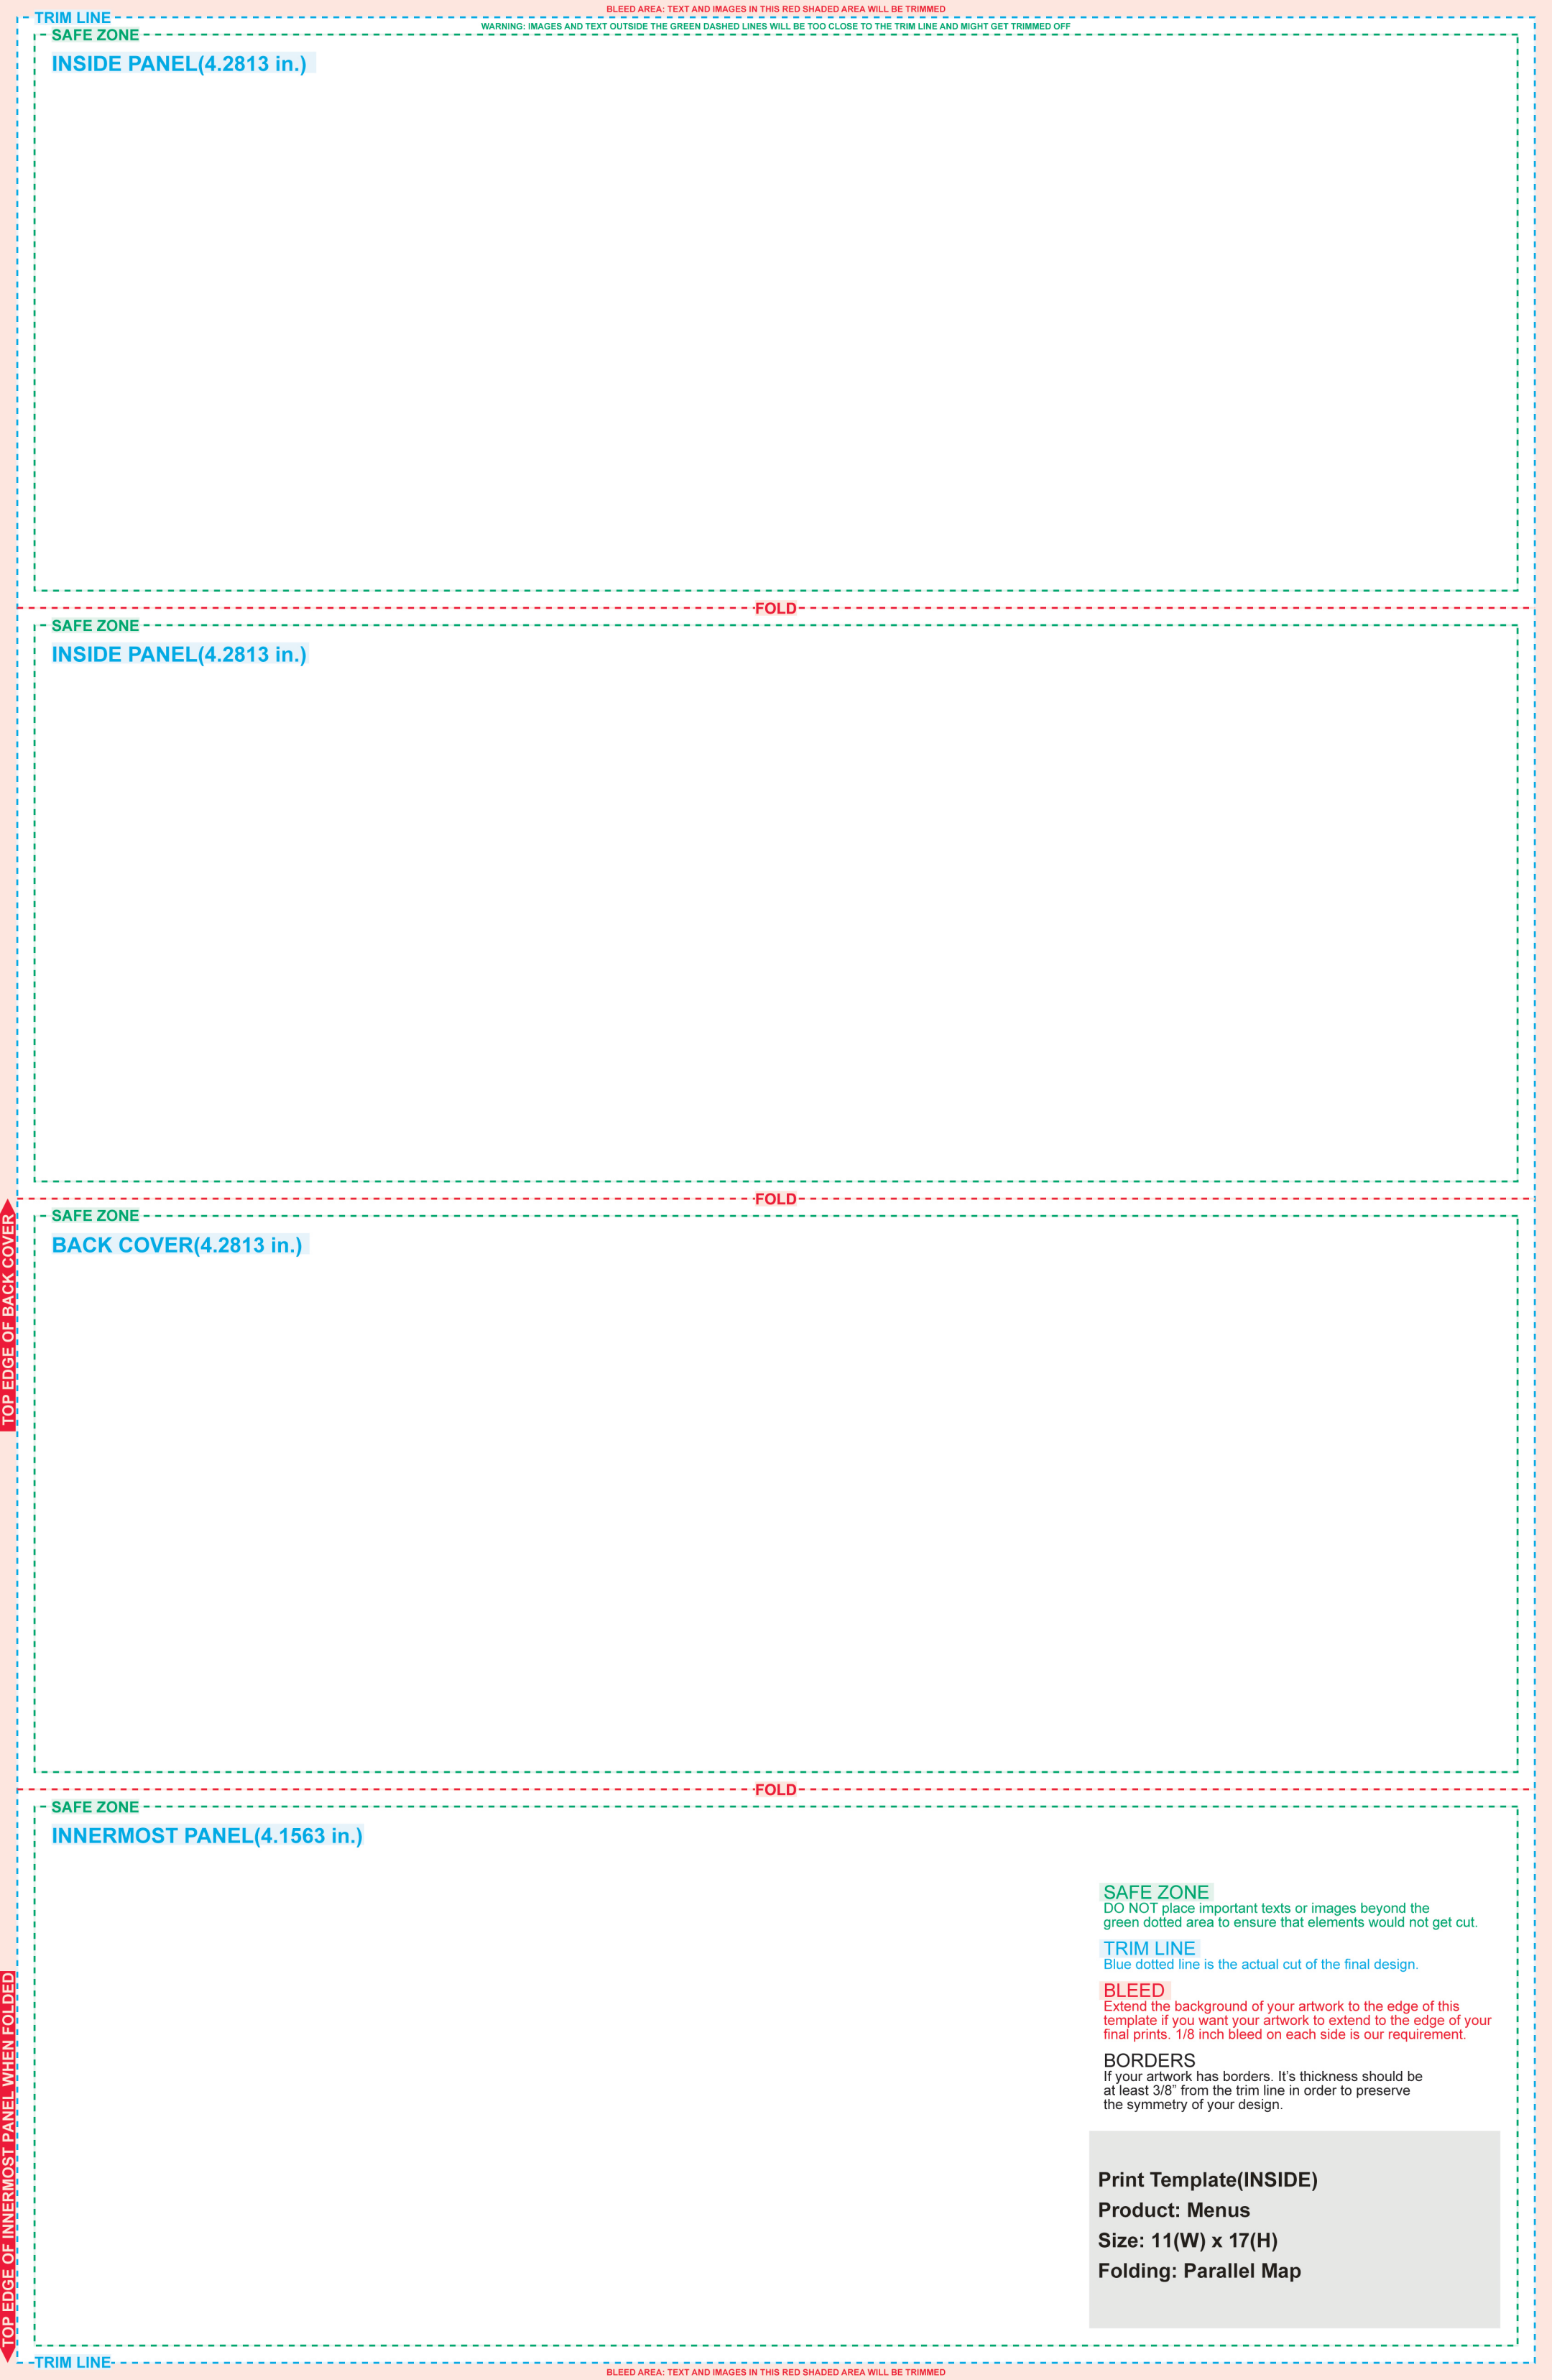 BLEED AREA: TEXT AND IMAGES IN THIS RED SHADED AREA WILL BE TRIMMED
TRIM LINE
WARNING: IMAGES AND TEXT OUTSIDE THE GREEN DASHED LINES WILL BE TOO CLOSE TO THE TRIM LINE AND MIGHT GET TRIMMED OFF
SAFE ZONE
INSIDE PANEL(4.2813 in.)
FOLD
SAFE ZONE
INSIDE PANEL(4.2813 in.)
FOLD
TOP EDGE OF BACK COVER
SAFE ZONE
BACK COVER(4.2813 in.)
FOLD
SAFE ZONE
INNERMOST PANEL(4.1563 in.)
TOP EDGE OF INNERMOST PANEL WHEN FOLDED
SAFE ZONE
DO NOT place important texts or images beyond the
green dotted area to ensure that elements would not get cut.
TRIM LINE
Blue dotted line is the actual cut of the final design.
BLEED
Extend the background of your artwork to the edge of this
template if you want your artwork to extend to the edge of your
final prints. 1/8 inch bleed on each side is our requirement.
BORDERS
If your artwork has borders. It’s thickness should be
at least 3/8” from the trim line in order to preserve
the symmetry of your design.
Print Template(INSIDE)
Product: Menus
Size: 11(W) x 17(H)
Folding: Parallel Map
TRIM LINE
BLEED AREA: TEXT AND IMAGES IN THIS RED SHADED AREA WILL BE TRIMMED